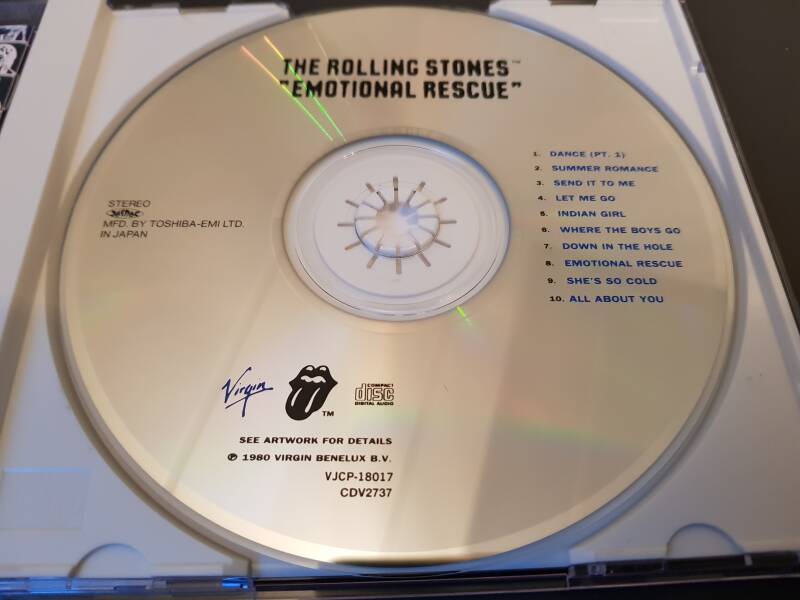 THE ROLLING STONES™
"EMOTIONAL RESCUE"
1. DANCE (PT. 1)
2. SUMMER ROMANCE
3. SEND IT TO ME
4. LET ME GO
5. INDIAN GIRL
6. WHERE THE BOYS GO
7. DOWN IN THE HOLE
8. EMOTIONAL RESCUE
9. SHE'S SO COLD
10. ALL ABOUT YOU
STEREO
MFD. BY TOSHIBA-EMI LTD.
IN JAPAN
Virgin
TM
COMPACT
disc
DIGITAL AUDIO
SEE ARTWORK FOR DETAILS
℗ 1980 VIRGIN BENELUX B.V.
VJCP-18017
CDV2737